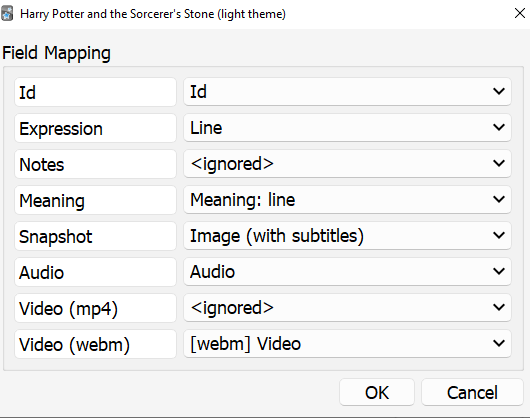 Harry Potter and the Sorcerer's Stone (light theme)
Field Mapping
Id Id
Expression Line
Notes <ignored>
Meaning Meaning: line
Snapshot Image (with subtitles)
Audio Audio
Video (mp4) <ignored>
Video (webm) [webm] Video
OK Cancel